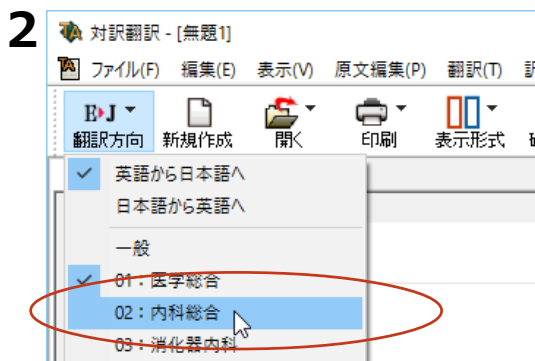 2
対訳翻訳 - [無題1]
ファイル(F) 編集(E) 表示(V) 原文編集(P) 翻訳(T)
E▸J
翻訳方向 新規作成 開く 印刷 表示形式
英語から日本語へ
日本語から英語へ
一般
01：医学総合
02：内科総合
03：消化器内科